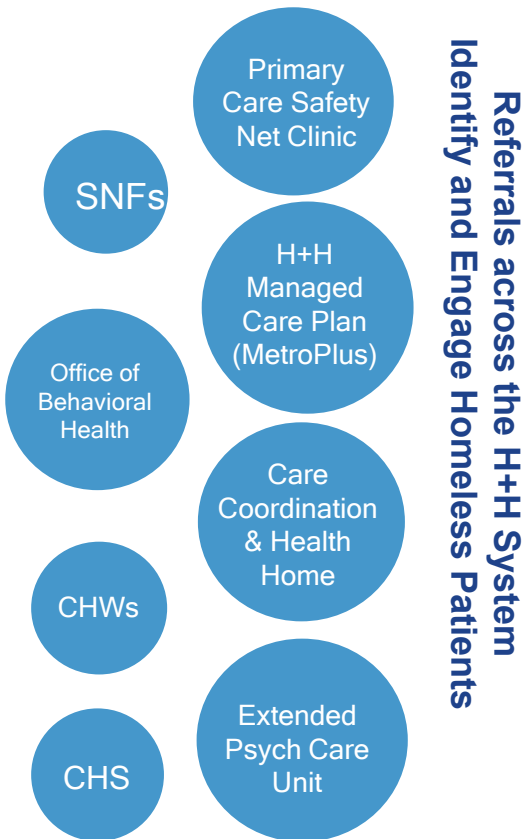 Referrals across the H+H System
Identify and Engage Homeless Patients
Primary
Care Safety
Net Clinic
SNFs
H+H
Managed
Care Plan
(MetroPlus)
Office of
Behavioral
Health
Care
Coordination
& Health
Home
CHWs
Extended
Psych Care
Unit
CHS